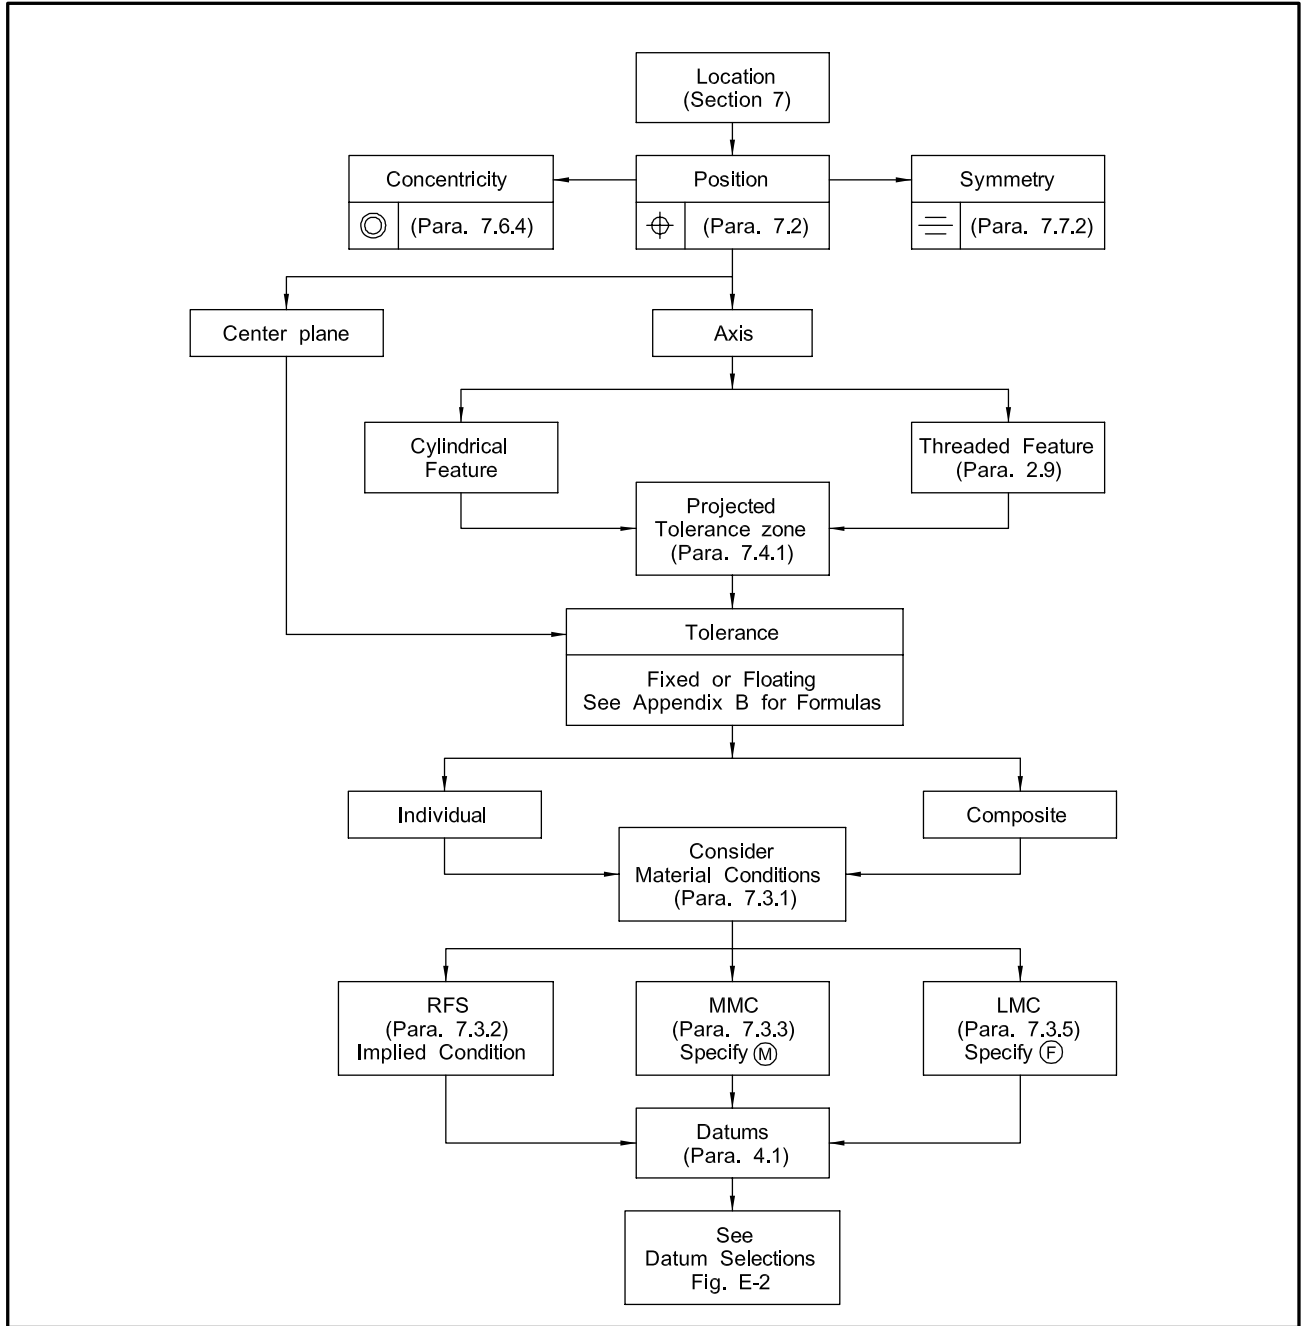 Location
(Section 7)
Concentricity
(Para. 7.6.4)
Position
(Para. 7.2)
Symmetry
(Para. 7.7.2)
Center plane
Axis
Cylindrical
Feature
Threaded Feature
(Para. 2.9)
Projected
Tolerance zone
(Para. 7.4.1)
Tolerance
Fixed or Floating
See Appendix B for Formulas
Individual
Composite
Consider
Material Conditions
(Para. 7.3.1)
RFS
(Para. 7.3.2)
Implied Condition
MMC
(Para. 7.3.3)
Specify Ⓜ
LMC
(Para. 7.3.5)
Specify Ⓕ
Datums
(Para. 4.1)
See
Datum Selections
Fig. E-2